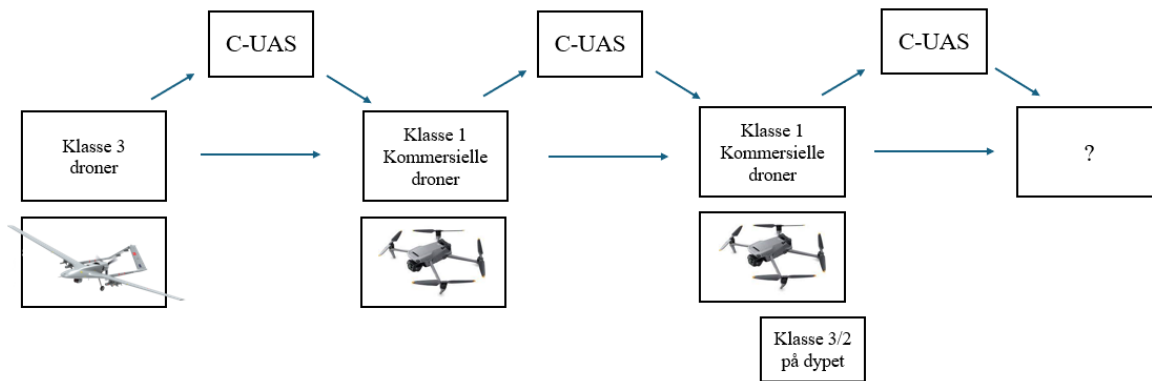 C-UAS
C-UAS
C-UAS
Klasse 3
droner
Klasse 1
Kommersielle
droner
Klasse 1
Kommersielle
droner
?
Klasse 3/2
på dypet